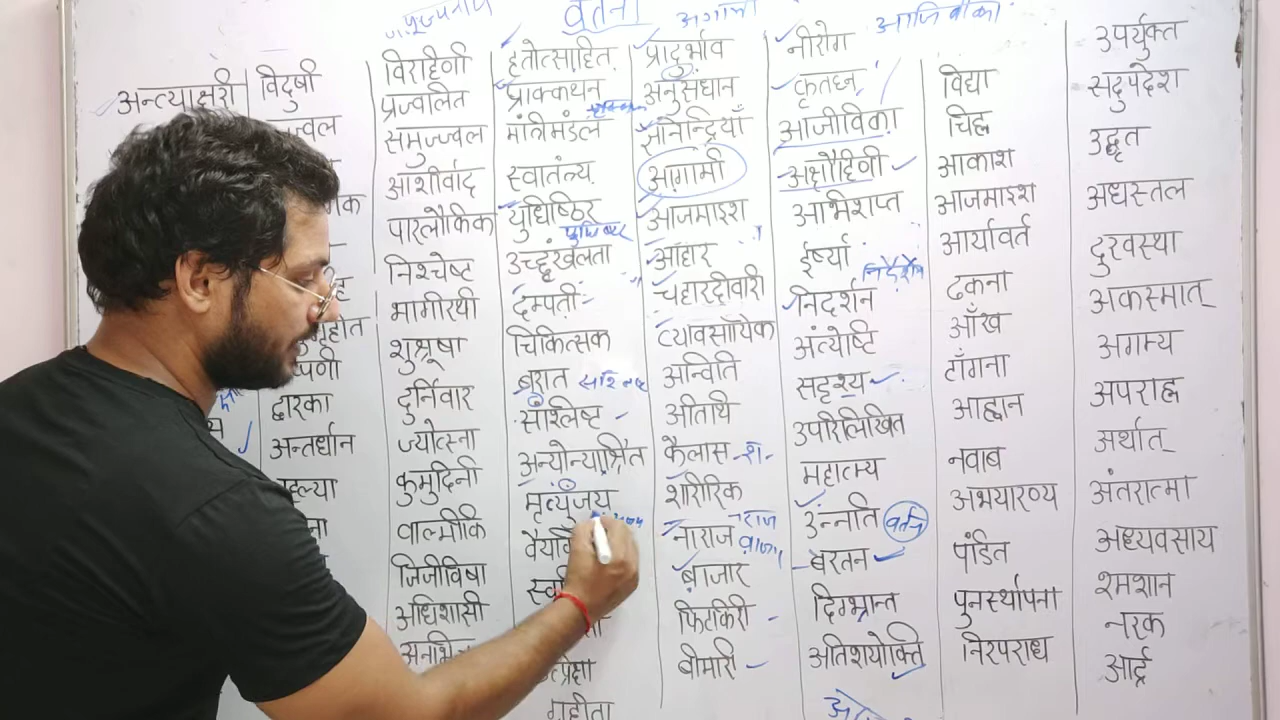 वर्तनी
अन्त्याक्षरी
विदुषी
द्वारका
अन्तर्धान
विरहिणी
प्रज्वलित
समुज्ज्वल
आशीर्वाद
पारलौकिक
निश्चेष्ट
भागीरथी
शुश्रूषा
दुर्निवार
ज्योत्स्ना
कुमुदिनी
वाल्मीकि
जिजीविषा
अधिशासी
हतोत्साहित
प्राक्कथन
मंत्रिमंडल
स्वातंत्र्य
युधिष्ठिर
उच्छृंखलता
दम्पती
चिकित्सक
बरात
संश्लिष्ट
अन्योन्याश्रित
मृत्युंजय
गृहीता
प्रादुर्भाव
अनुसंधान
आगामी
आजमाइश
आहार
चहारदीवारी
व्यावसायिक
अन्विति
अतिथि
कैलास श
शारीरिक
नाराज
बाजार
फिटकिरी
बीमारी
आजिविका
नीरोग
कृतघ्न
आजीविका
अक्षौहिणी
अभिशप्त
ईर्ष्या
निदर्शन
अंत्येष्टि
सदृश्य
उपरिलिखित
महात्म्य
उन्नति
बरतन
दिग्भ्रान्त
अतिशयोक्ति
विद्या
चिह्न
आकाश
आजमाइश
आर्यावर्त
ढकना
आँख
टाँगना
आह्वान
नवाब
अभयारण्य
पंडित
पुनर्स्थापना
निरपराध
उपर्युक्त
सदुपदेश
उद्धृत
अधस्तल
दुरवस्था
अकस्मात्
अगम्य
अपराह्न
अर्थात्
अंतरात्मा
अध्यवसाय
श्मशान
नरक
आर्द्र